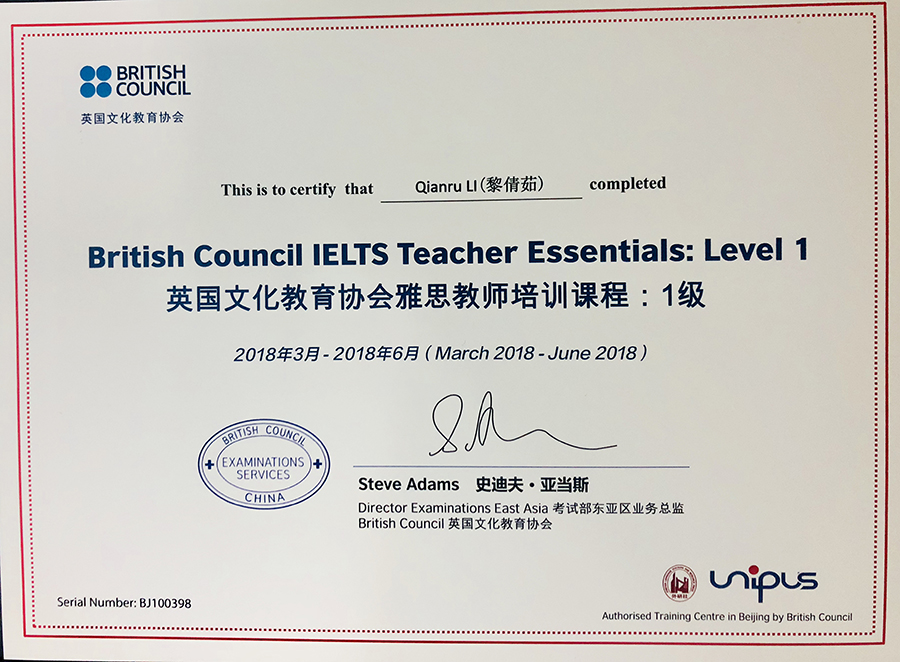 BRITISH
COUNCIL
英国文化教育协会
This is to certify that Qianru LI(黎倩茹) completed
British Council IELTS Teacher Essentials: Level 1
英国文化教育协会雅思教师培训课程：1级
2018年3月 - 2018年6月 ( March 2018 - June 2018 )
BRITISH COUNCIL
EXAMINATIONS
SERVICES
CHINA
Steve Adams 史迪夫·亚当斯
Director Examinations East Asia 考试部东亚区业务总监
British Council 英国文化教育协会
外研社
unipus
Serial Number: BJ100398
Authorised Training Centre in Beijing by British Council